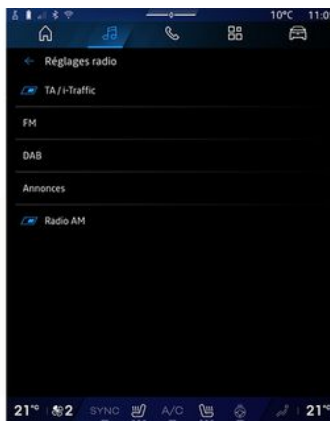 10°C 11:0
Réglages radio
TA / i-Traffic
FM
DAB
Annonces
Radio AM
21°C 2 SYNC A/C 21°C